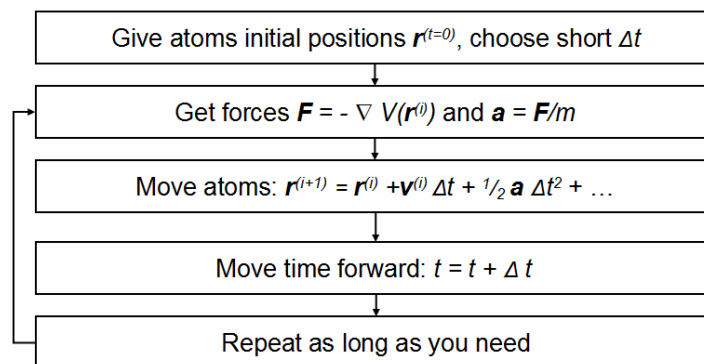 Give atoms initial positions r⁽ᵗ⁼⁰⁾, choose short Δt
Get forces F = - ∇ V(r⁽ⁱ⁾) and a = F/m
Move atoms: r⁽ⁱ⁺¹⁾ = r⁽ⁱ⁾ +v⁽ⁱ⁾ Δt + ¹/₂ a Δt² + …
Move time forward: t = t + Δ t
Repeat as long as you need